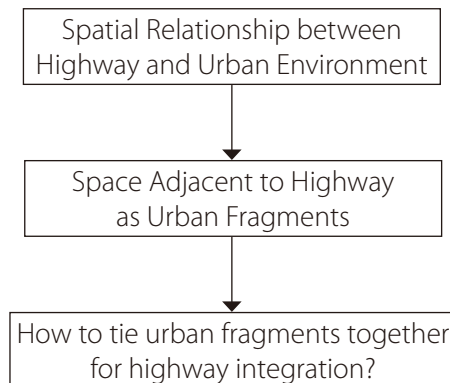 Spatial Relationship between
Highway and Urban Environment
Space Adjacent to Highway
as Urban Fragments
How to tie urban fragments together
for highway integration?